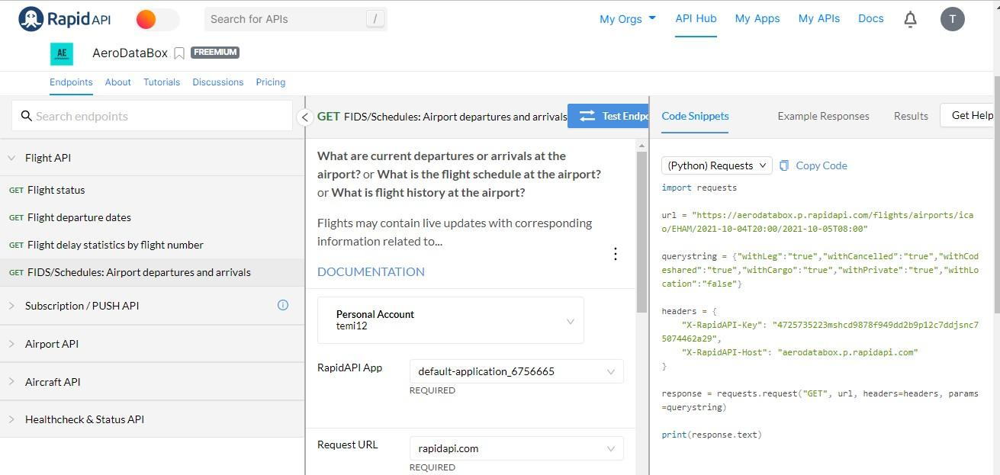 Rapid API
Search for APIs
/
My Orgs
API Hub
My Apps
My APIs
Docs
T
AE
AeroDataBox
FREEMIUM
Endpoints
About
Tutorials
Discussions
Pricing
Search endpoints
Flight API
GET Flight status
GET Flight departure dates
GET Flight delay statistics by flight number
GET FIDS/Schedules: Airport departures and arrivals
Subscription / PUSH API
Airport API
Aircraft API
Healthcheck & Status API
GET FIDS/Schedules: Airport departures and arrivals
Test Endpo
What are current departures or arrivals at the
airport? or What is the flight schedule at the airport?
or What is flight history at the airport?
Flights may contain live updates with corresponding
information related to...
DOCUMENTATION
Personal Account
temi12
RapidAPI App
default-application_6756665
REQUIRED
Request URL
rapidapi.com
REQUIRED
Code Snippets
Example Responses
Results
Get Help
(Python) Requests
Copy Code
import requests
url = "https://aerodatabox.p.rapidapi.com/flights/airports/ica
o/EHAM/2021-10-04T20:00/2021-10-05T08:00"
querystring = {"withLeg":"true","withCancelled":"true","withCod
eshared":"true","withCargo":"true","withPrivate":"true","withLo
cation":"false"}
headers = {
"X-RapidAPI-Key": "4725735223mshcd9878f949dd2b9p12c7ddjsnc7
5074462a29",
"X-RapidAPI-Host": "aerodatabox.p.rapidapi.com"
}
response = requests.request("GET", url, headers=headers, params
=querystring)
print(response.text)